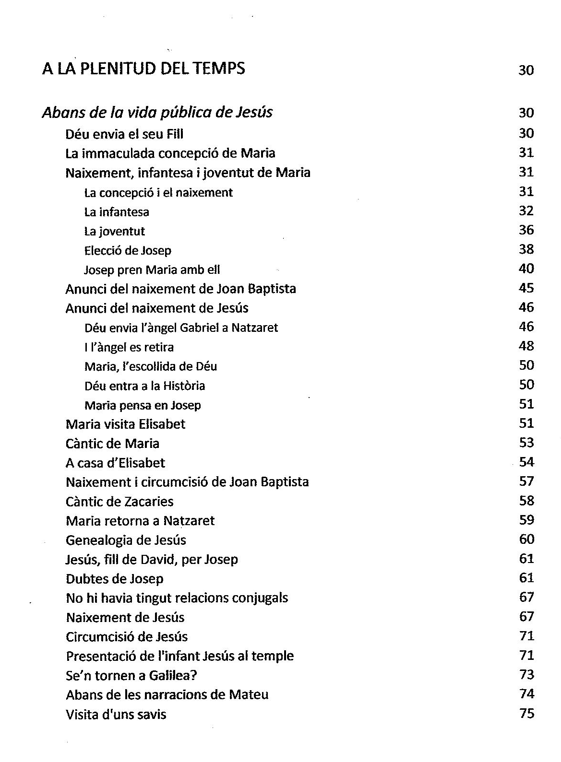 A LA PLENITUD DEL TEMPS 30
Abans de la vida pública de Jesús 30
Déu envia el seu Fill 30
La immaculada concepció de Maria 31
Naixement, infantesa i joventut de Maria 31
La concepció i el naixement 31
La infantesa 32
La joventut 36
Elecció de Josep 38
Josep pren Maria amb ell 40
Anunci del naixement de Joan Baptista 45
Anunci del naixement de Jesús 46
Déu envia l'àngel Gabriel a Natzaret 46
I l'àngel es retira 48
Maria, l'escollida de Déu 50
Déu entra a la Història 50
Maria pensa en Josep 51
Maria visita Elisabet 51
Càntic de Maria 53
A casa d'Elisabet 54
Naixement i circumcisió de Joan Baptista 57
Càntic de Zacaries 58
Maria retorna a Natzaret 59
Genealogia de Jesús 60
Jesús, fill de David, per Josep 61
Dubtes de Josep 61
No hi havia tingut relacions conjugals 67
Naixement de Jesús 67
Circumcisió de Jesús 71
Presentació de l'infant Jesús al temple 71
Se'n tornen a Galilea? 73
Abans de les narracions de Mateu 74
Visita d'uns savis 75